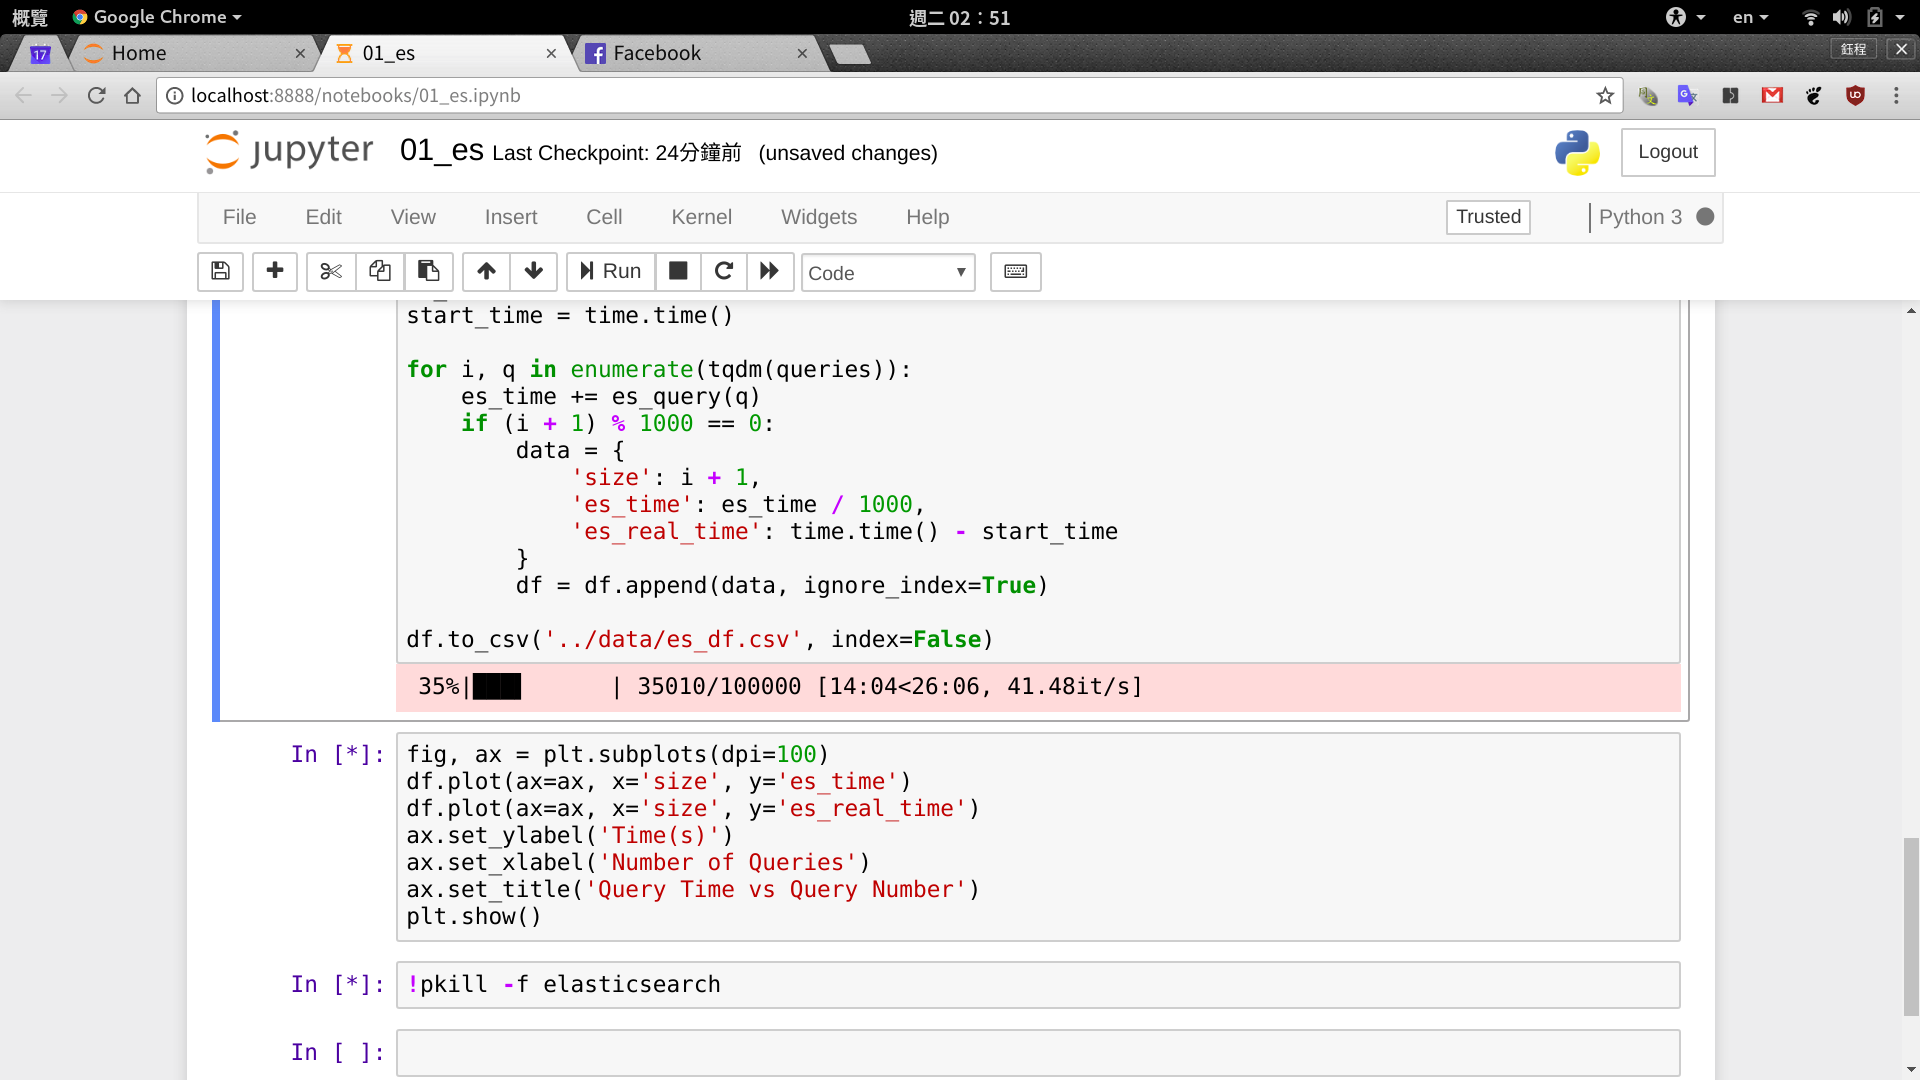 概覽 Google Chrome 週二 02：51 en
17 Home 01_es Facebook 鈺程
localhost:8888/notebooks/01_es.ipynb
jupyter 01_es Last Checkpoint: 24分鐘前 (unsaved changes) Logout
File Edit View Insert Cell Kernel Widgets Help Trusted Python 3
Run Code
start_time = time.time()
for i, q in enumerate(tqdm(queries)):
es_time += es_query(q)
if (i + 1) % 1000 == 0:
data = {
'size': i + 1,
'es_time': es_time / 1000,
'es_real_time': time.time() - start_time
}
df = df.append(data, ignore_index=True)
df.to_csv('../data/es_df.csv', index=False)
35%|███ | 35010/100000 [14:04<26:06, 41.48it/s]
In [*]: fig, ax = plt.subplots(dpi=100)
df.plot(ax=ax, x='size', y='es_time')
df.plot(ax=ax, x='size', y='es_real_time')
ax.set_ylabel('Time(s)')
ax.set_xlabel('Number of Queries')
ax.set_title('Query Time vs Query Number')
plt.show()
In [*]: !pkill -f elasticsearch
In [ ]: